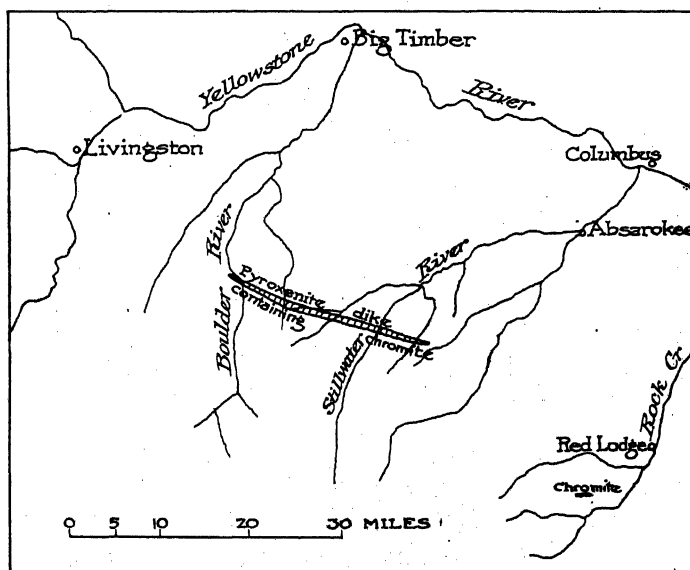 Big Timber
Yellowstone
River
Livingston
Columbus
Absarokee
River
River
Pyroxenite dike
containing chromite
Boulder
Stillwater
Rock Cr
Red Lodge
Chromite
0 5 10 20 30 MILES